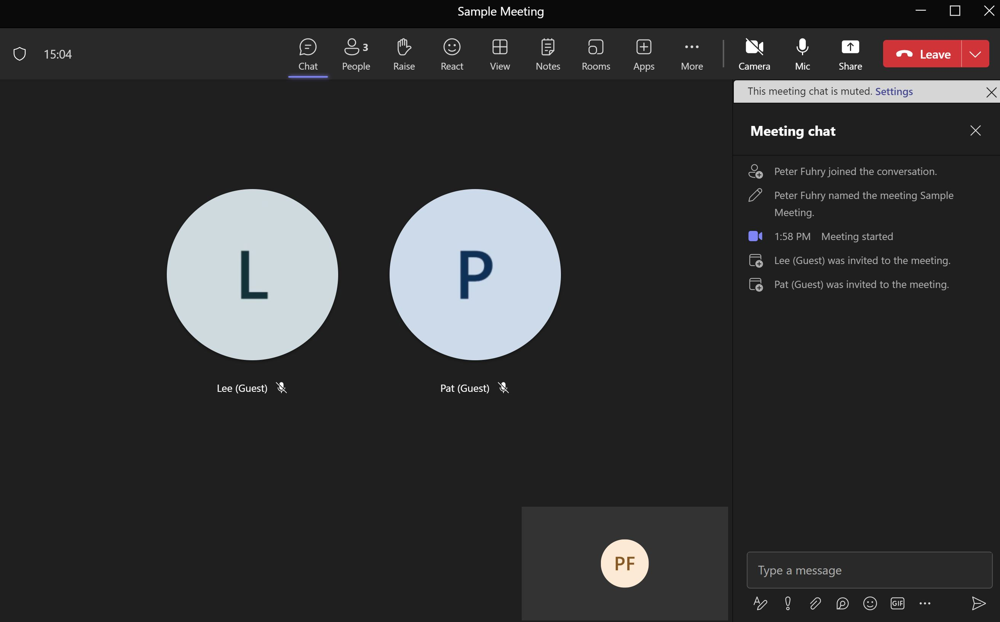 Sample Meeting
15:04
Chat
People 3
Raise
React
View
Notes
Rooms
Apps
More
Camera
Mic
Share
Leave
This meeting chat is muted. Settings
Meeting chat
Peter Fuhry joined the conversation.
Peter Fuhry named the meeting Sample
Meeting.
1:58 PM Meeting started
Lee (Guest) was invited to the meeting.
Pat (Guest) was invited to the meeting.
L
P
Lee (Guest)
Pat (Guest)
PF
Type a message
GIF